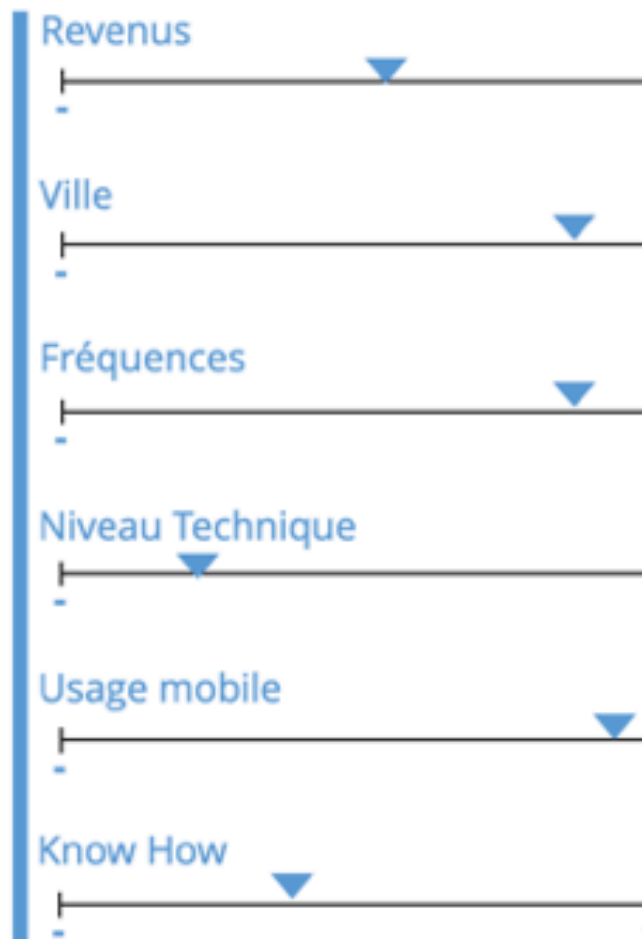 Revenus
-
Ville
-
Fréquences
-
Niveau Technique
-
Usage mobile
-
Know How
-